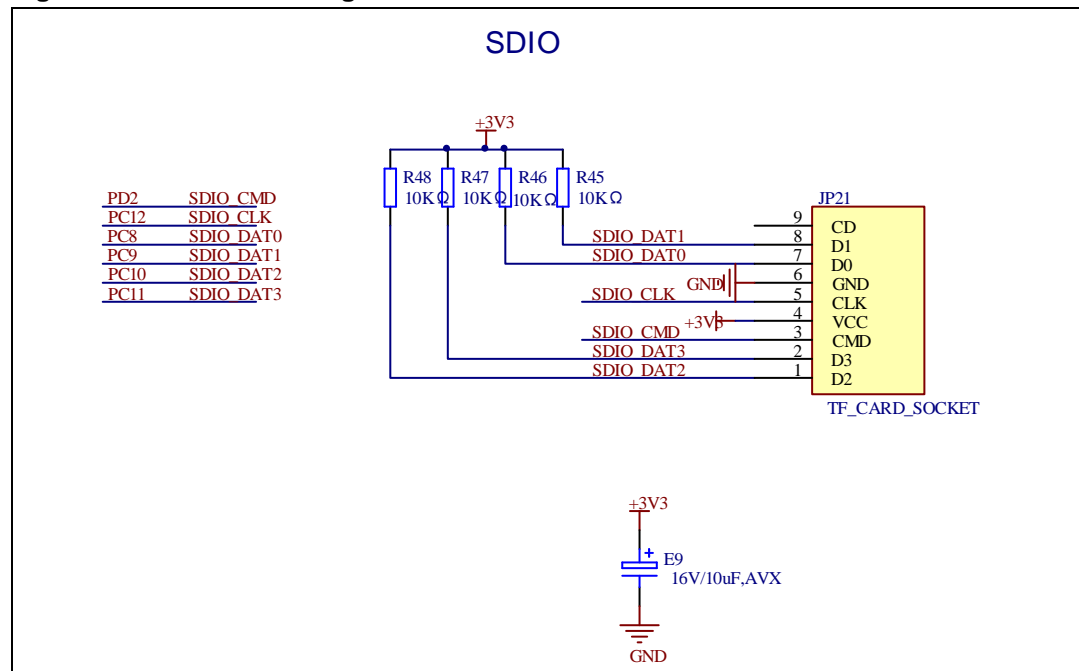 SDIO
+3V3
R48 R47 R46 R45
10KΩ 10KΩ 10KΩ 10KΩ
PD2 SDIO_CMD
PC12 SDIO_CLK
PC8 SDIO_DAT0
PC9 SDIO_DAT1
PC10 SDIO_DAT2
PC11 SDIO_DAT3
JP21
9 CD
SDIO_DAT1 8 D1
SDIO_DAT0 7 D0
GND 6 GND
SDIO_CLK 5 CLK
+3V3 4 VCC
SDIO_CMD 3 CMD
SDIO_DAT3 2 D3
SDIO_DAT2 1 D2
TF_CARD_SOCKET
+3V3
+
E9
16V/10uF,AVX
GND